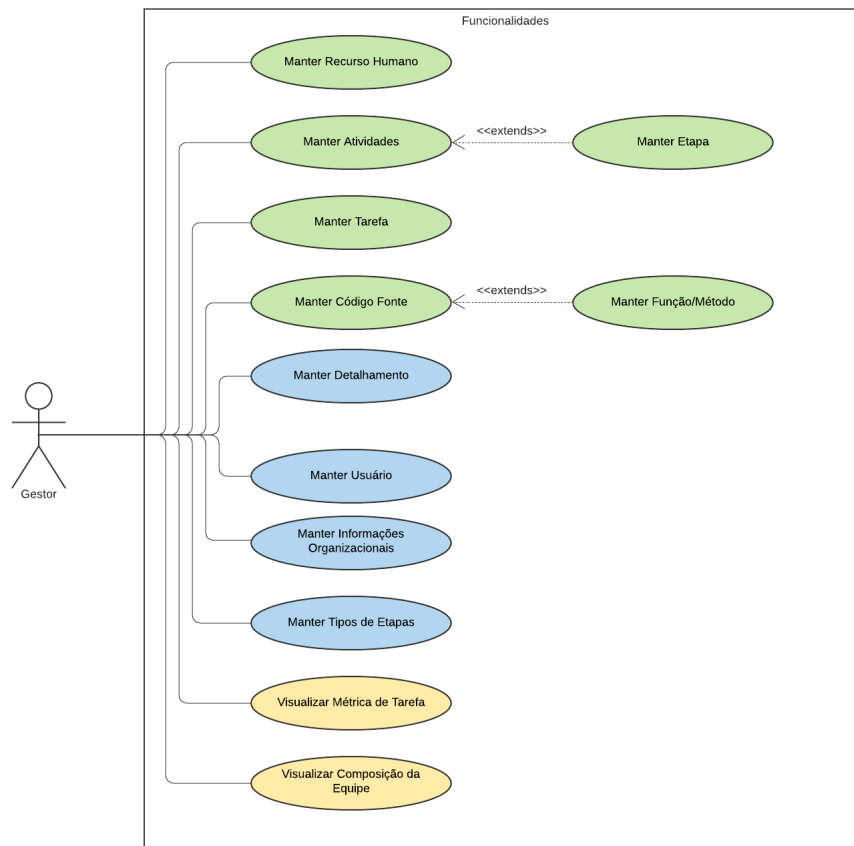 Funcionalidades
Manter Recurso Humano
Manter Atividades
<<extends>>
Manter Etapa
Manter Tarefa
Manter Código Fonte
<<extends>>
Manter Função/Método
Manter Detalhamento
Gestor
Manter Usuário
Manter Informações
Organizacionais
Manter Tipos de Etapas
Visualizar Métrica de Tarefa
Visualizar Composição da
Equipe